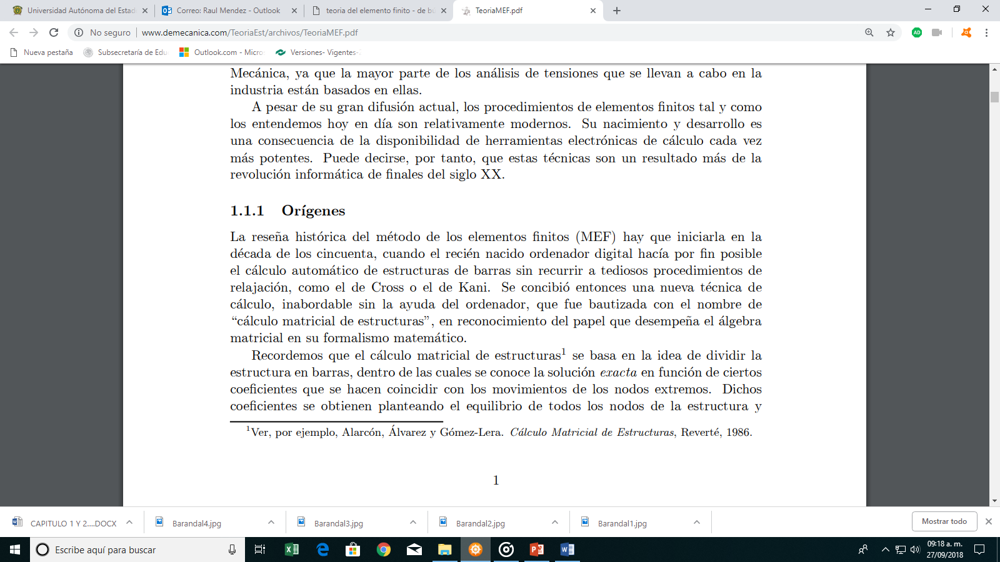 Universidad Autónoma del Estad
Correo: Raul Mendez - Outlook
teoria del elemento finito - de bú
TeoriaMEF.pdf
No seguro
www.demecanica.com/TeoriaEst/archivos/TeoriaMEF.pdf
AD
Nueva pestaña
Subsecretaría de Edu
Outlook.com - Micro
Versiones- Vigentes-
Mecánica, ya que la mayor parte de los análisis de tensiones que se llevan a cabo en la
industria están basados en ellas.
A pesar de su gran difusión actual, los procedimientos de elementos finitos tal y como
los entendemos hoy en día son relativamente modernos. Su nacimiento y desarrollo es
una consecuencia de la disponibilidad de herramientas electrónicas de cálculo cada vez
más potentes. Puede decirse, por tanto, que estas técnicas son un resultado más de la
revolución informática de finales del siglo XX.
1.1.1 Orígenes
La reseña histórica del método de los elementos finitos (MEF) hay que iniciarla en la
década de los cincuenta, cuando el recién nacido ordenador digital hacía por fin posible
el cálculo automático de estructuras de barras sin recurrir a tediosos procedimientos de
relajación, como el de Cross o el de Kani. Se concibió entonces una nueva técnica de
cálculo, inabordable sin la ayuda del ordenador, que fue bautizada con el nombre de
“cálculo matricial de estructuras”, en reconocimiento del papel que desempeña el álgebra
matricial en su formalismo matemático.
Recordemos que el cálculo matricial de estructuras¹ se basa en la idea de dividir la
estructura en barras, dentro de las cuales se conoce la solución exacta en función de ciertos
coeficientes que se hacen coincidir con los movimientos de los nodos extremos. Dichos
coeficientes se obtienen planteando el equilibrio de todos los nodos de la estructura y
¹Ver, por ejemplo, Alarcón, Álvarez y Gómez-Lera. Cálculo Matricial de Estructuras, Reverté, 1986.
1
CAPITULO 1 Y 2....DOCX
Barandal4.jpg
Barandal3.jpg
Barandal2.jpg
Barandal1.jpg
Mostrar todo
Escribe aquí para buscar
09:18 a. m.
27/09/2018